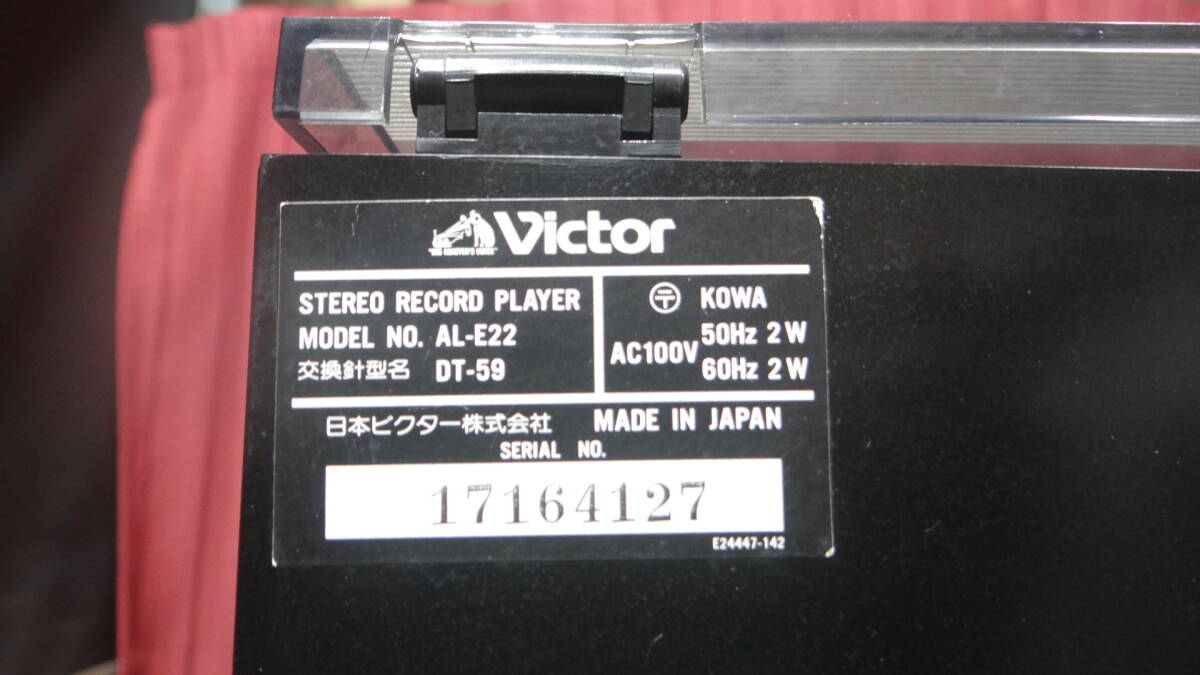 Victor
"HIS MASTER'S VOICE"
STEREO RECORD PLAYER
MODEL NO. AL-E22
交換針型名 DT-59
〒 KOWA
AC100V 50Hz 2W
60Hz 2W
日本ビクター株式会社 MADE IN JAPAN
SERIAL NO.
17164127
E24447-142